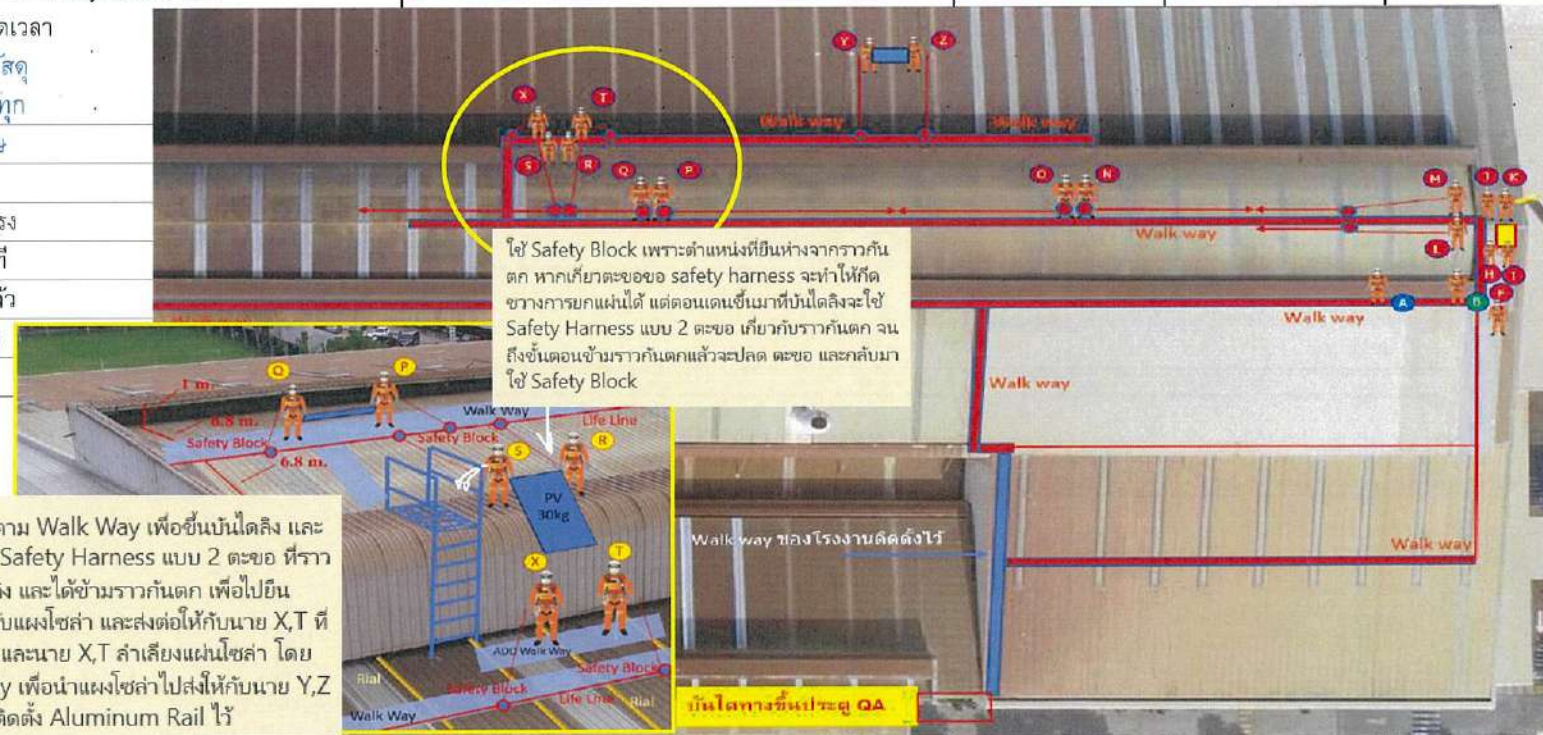 ดเวลา
สดุ
ทุก
ษ
รง
ที่
ตัว
Y
Z
X
T
Walk way
Walk way
S
R
Q
P
O
N
M
J
K
Walk way
L
H
I
A
B
F
Walk way
Walk way
ใช้ Safety Block เพราะตำแหน่งที่ยืนห่างจากราวกัน
ตก หากเกี่ยวตะขอขอ safety harness จะทำให้กีด
ขวางการยกแผ่นได้ แต่ตอนเดนขึ้นมาที่บันไดลิงจะใช้
Safety Harness แบบ 2 ตะขอ เกี่ยวกับราวกันตก จน
ถึงขั้นตอนข้ามราวกันตกแล้วจะปลด ตะขอ และกลับมา
ใช้ Safety Block
Q
P
1 m.
6.8 m.
Walk Way
Life Line
Safety Block
Safety Block
6.8 m.
S
R
PV
30kg
X
T
ADD Walk Way
Rial
Safety Block
Safety Block
Life Line
Rial
Walk Way
ตาม Walk Way เพื่อขึ้นบันไดลิง และ
Safety Harness แบบ 2 ตะขอ ที่ราว
ง และได้ข้ามราวกันตก เพื่อไปยืน
ับแผงโซล่า และส่งต่อให้กับนาย X,T ที่
และนาย X,T ลำเลียงแผ่นโซล่า โดย
y เพื่อนำแผงโซล่าไปส่งให้กับนาย Y,Z
ติดตั้ง Aluminum Rail ไว้
Walk way
Walk way ของโรงงานติดตั้งไว้
Walk way
บันไดทางขึ้นประตู QA